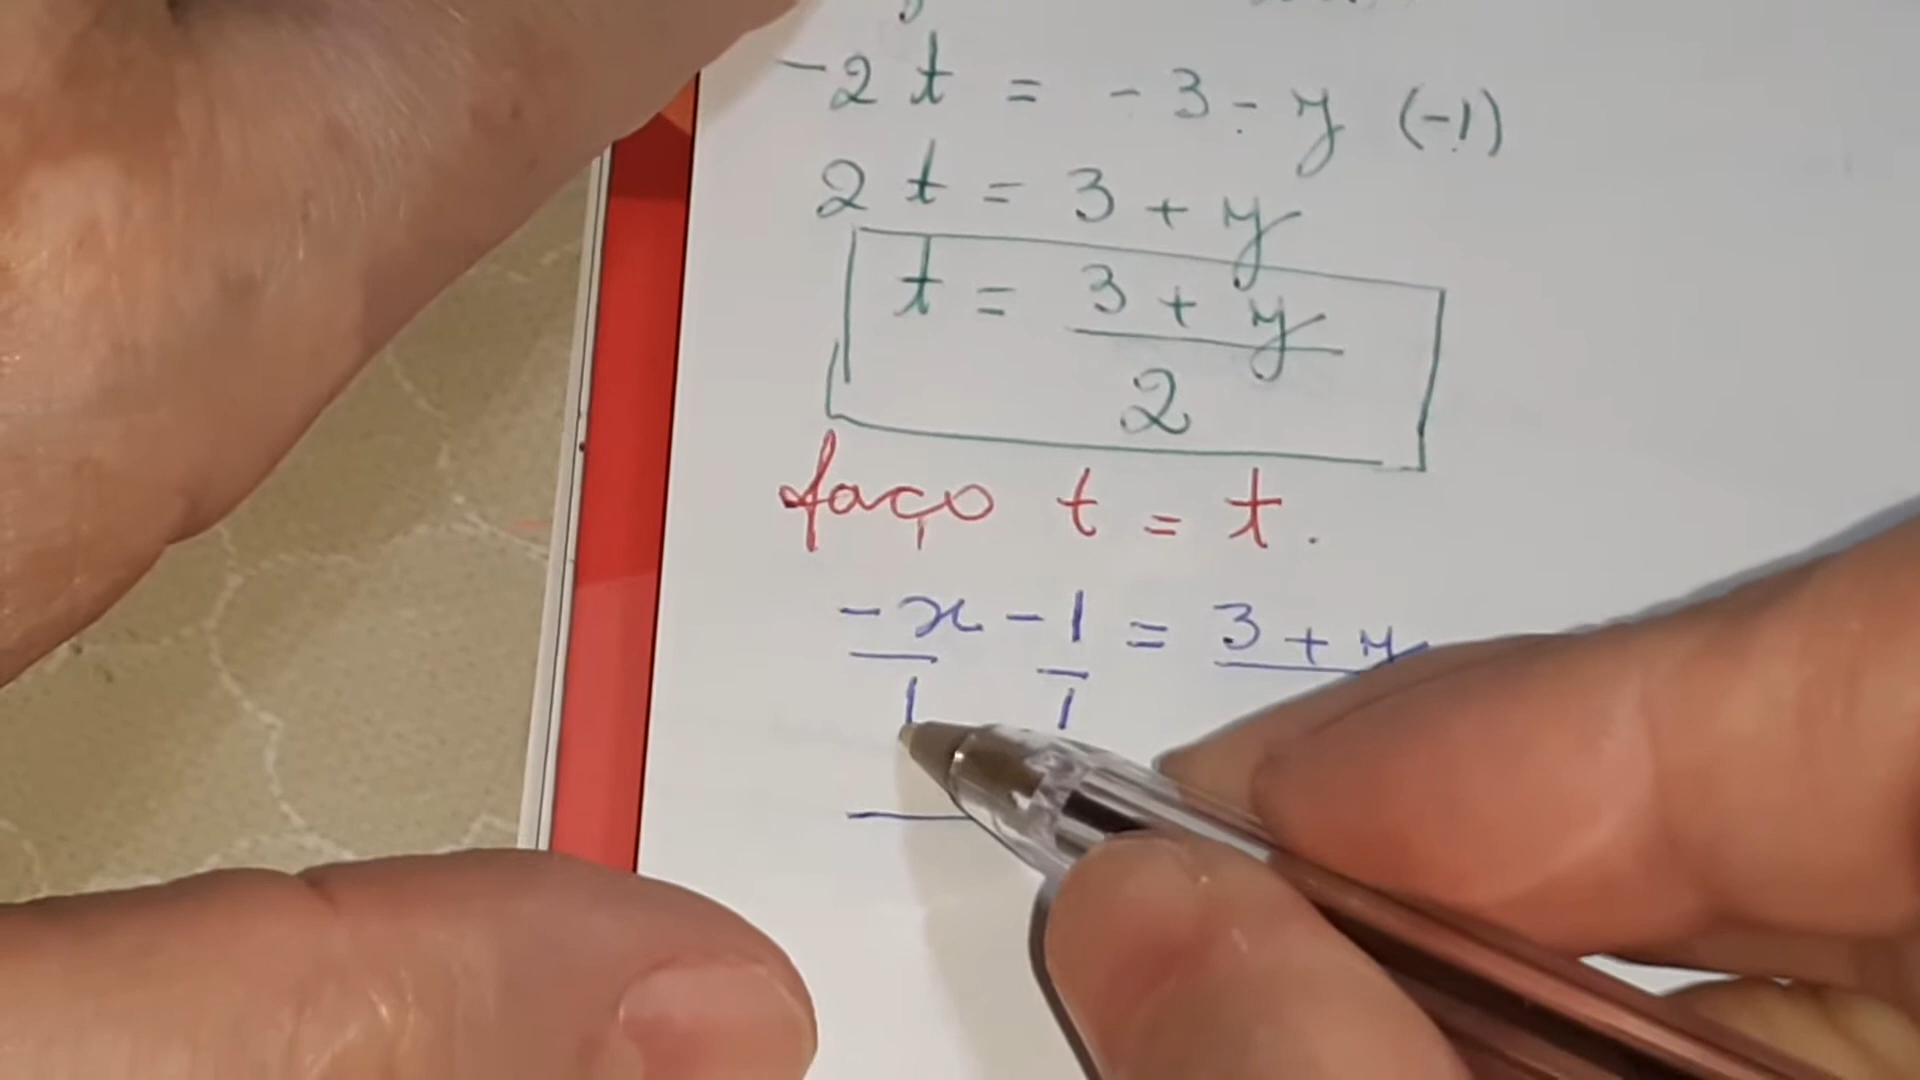 -2t = -3-y (-1)
2t = 3 + y
t = 3 + y
2
faço t = t.
-x - 1 = 3 + y
1 1